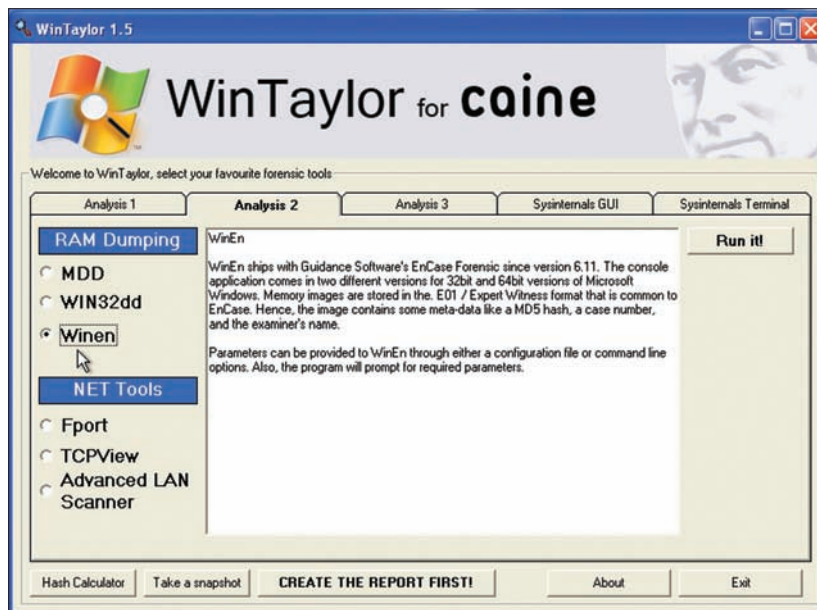 WinTaylor 1.5
WinTaylor for caine
TM
Welcome to WinTaylor, select your favourite forensic tools
Analysis 1
Analysis 2
Analysis 3
Sysinternals GUI
Sysinternals Terminal
RAM Dumping
MDD
WIN32dd
Winen
NET Tools
Fport
TCPView
Advanced LAN
Scanner
WinEn
WinEn ships with Guidance Software's EnCase Forensic since version 6.11. The console
application comes in two different versions for 32bit and 64bit versions of Microsoft
Windows. Memory images are stored in the. E01 / Expert Witness format that is common to
EnCase. Hence, the image contains some meta-data like a MD5 hash, a case number,
and the examiner's name.
Parameters can be provided to WinEn through either a configuration file or command line
options. Also, the program will prompt for required parameters.
Run it!
Hash Calculator
Take a snapshot
CREATE THE REPORT FIRST!
About
Exit